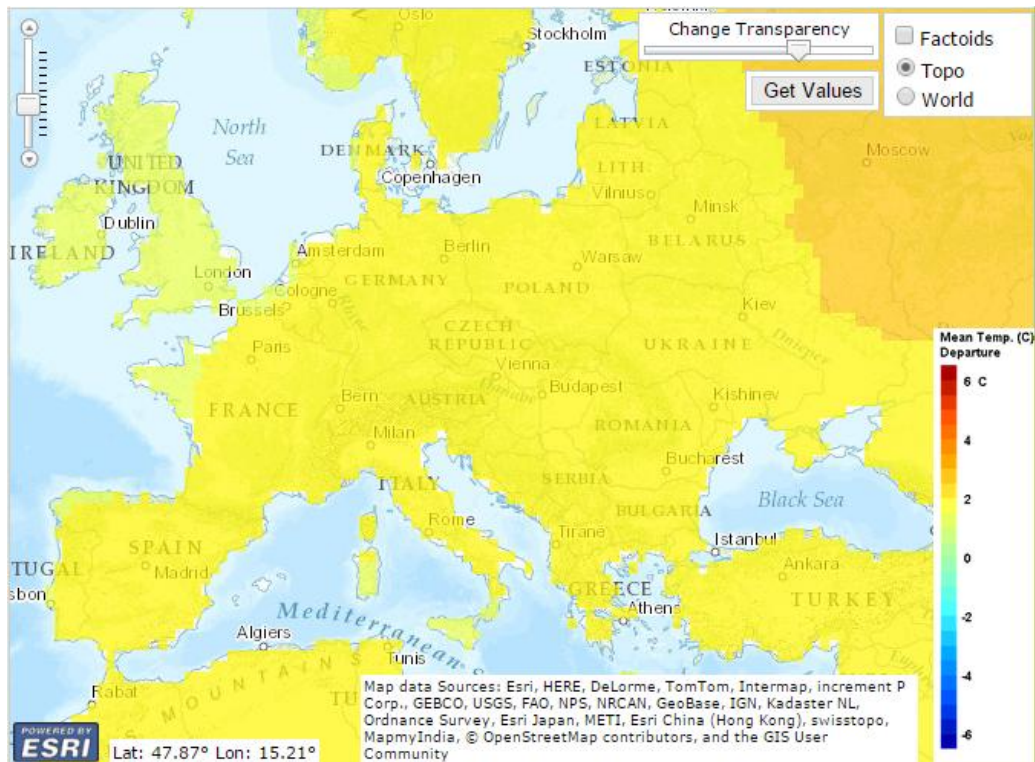 Oslo
Stockholm
Change Transparency
Factoids
Topo
World
Get Values
ESTONIA
North
Sea
LATVIA
Moscow
DENMARK
UNITED
KINGDOM
Copenhagen
LITH.
Vilniuso
Minsk
Dublin
IRELAND
Amsterdam
Berlin
BELARUS
Warsaw
London
Cologne
GERMANY
POLAND
Brussels
Rhine
Kiev
CZECH
REPUBLIC
UKRAINE
Dnieper
Paris
Vienna
Danube
Budapest
Mean Temp. (C)
Departure
6 C
4
2
0
-2
-4
-6
FRANCE
Bern
AUSTRIA
Kishinev
Milan
ROMANIA
Bucharest
ITALY
SERBIA
Black Sea
BULGARIA
Rome
SPAIN
Tirane
Istanbul
TUGAL
Madrid
Ankara
sbon
GREECE
TURKEY
Athens
Mediterranean S
Algiers
Tunis
MOUNTAINS
Rabat
TU
Map data Sources: Esri, HERE, DeLorme, TomTom, Intermap, increment P
Corp., GEBCO, USGS, FAO, NPS, NRCAN, GeoBase, IGN, Kadaster NL,
Ordnance Survey, Esri Japan, METI, Esri China (Hong Kong), swisstopo,
MapmyIndia, © OpenStreetMap contributors, and the GIS User
Community
POWERED BY
ESRI
Lat: 47.87° Lon: 15.21°